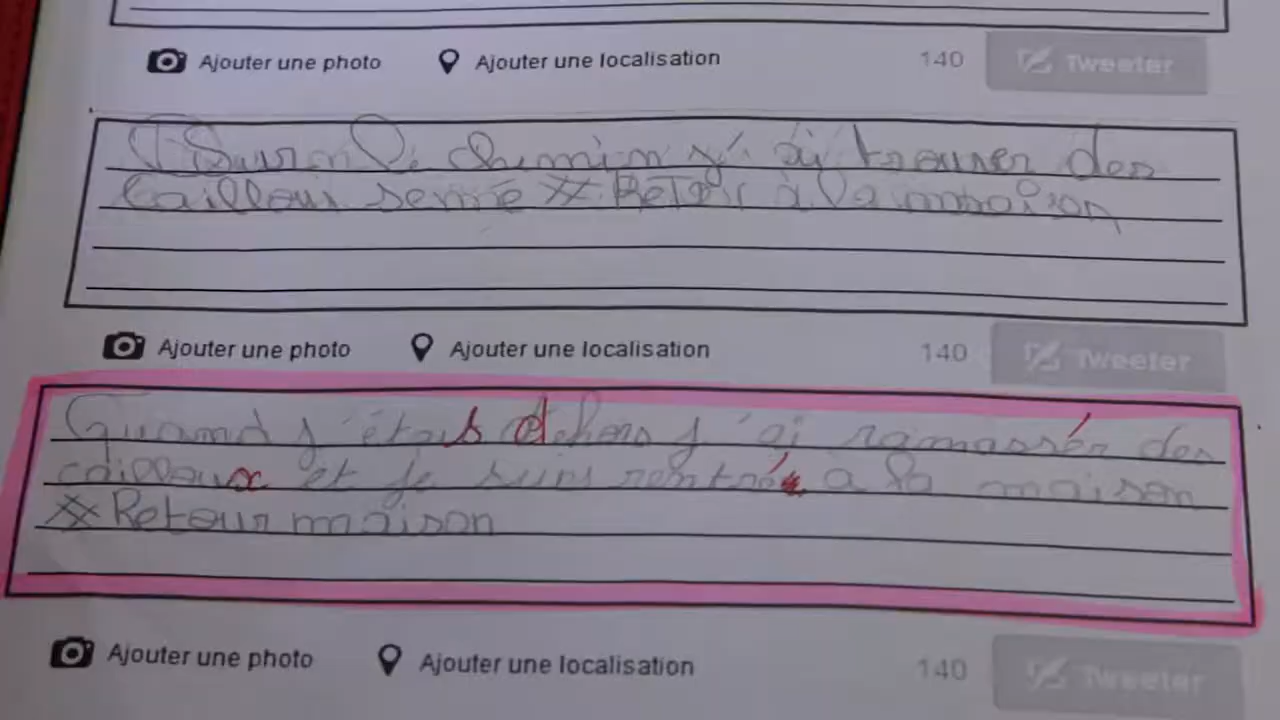 Ajouter une photo Ajouter une localisation 140 Tweeter
Sur le chemin j'ai trouver des
cailloux semé # Retour à la maison
Ajouter une photo Ajouter une localisation 140 Tweeter
Quand j'étais dehors j'ai ramassér des
cailloux et je suis rentré a la maison
# Retour maison
Ajouter une photo Ajouter une localisation 140 Tweeter